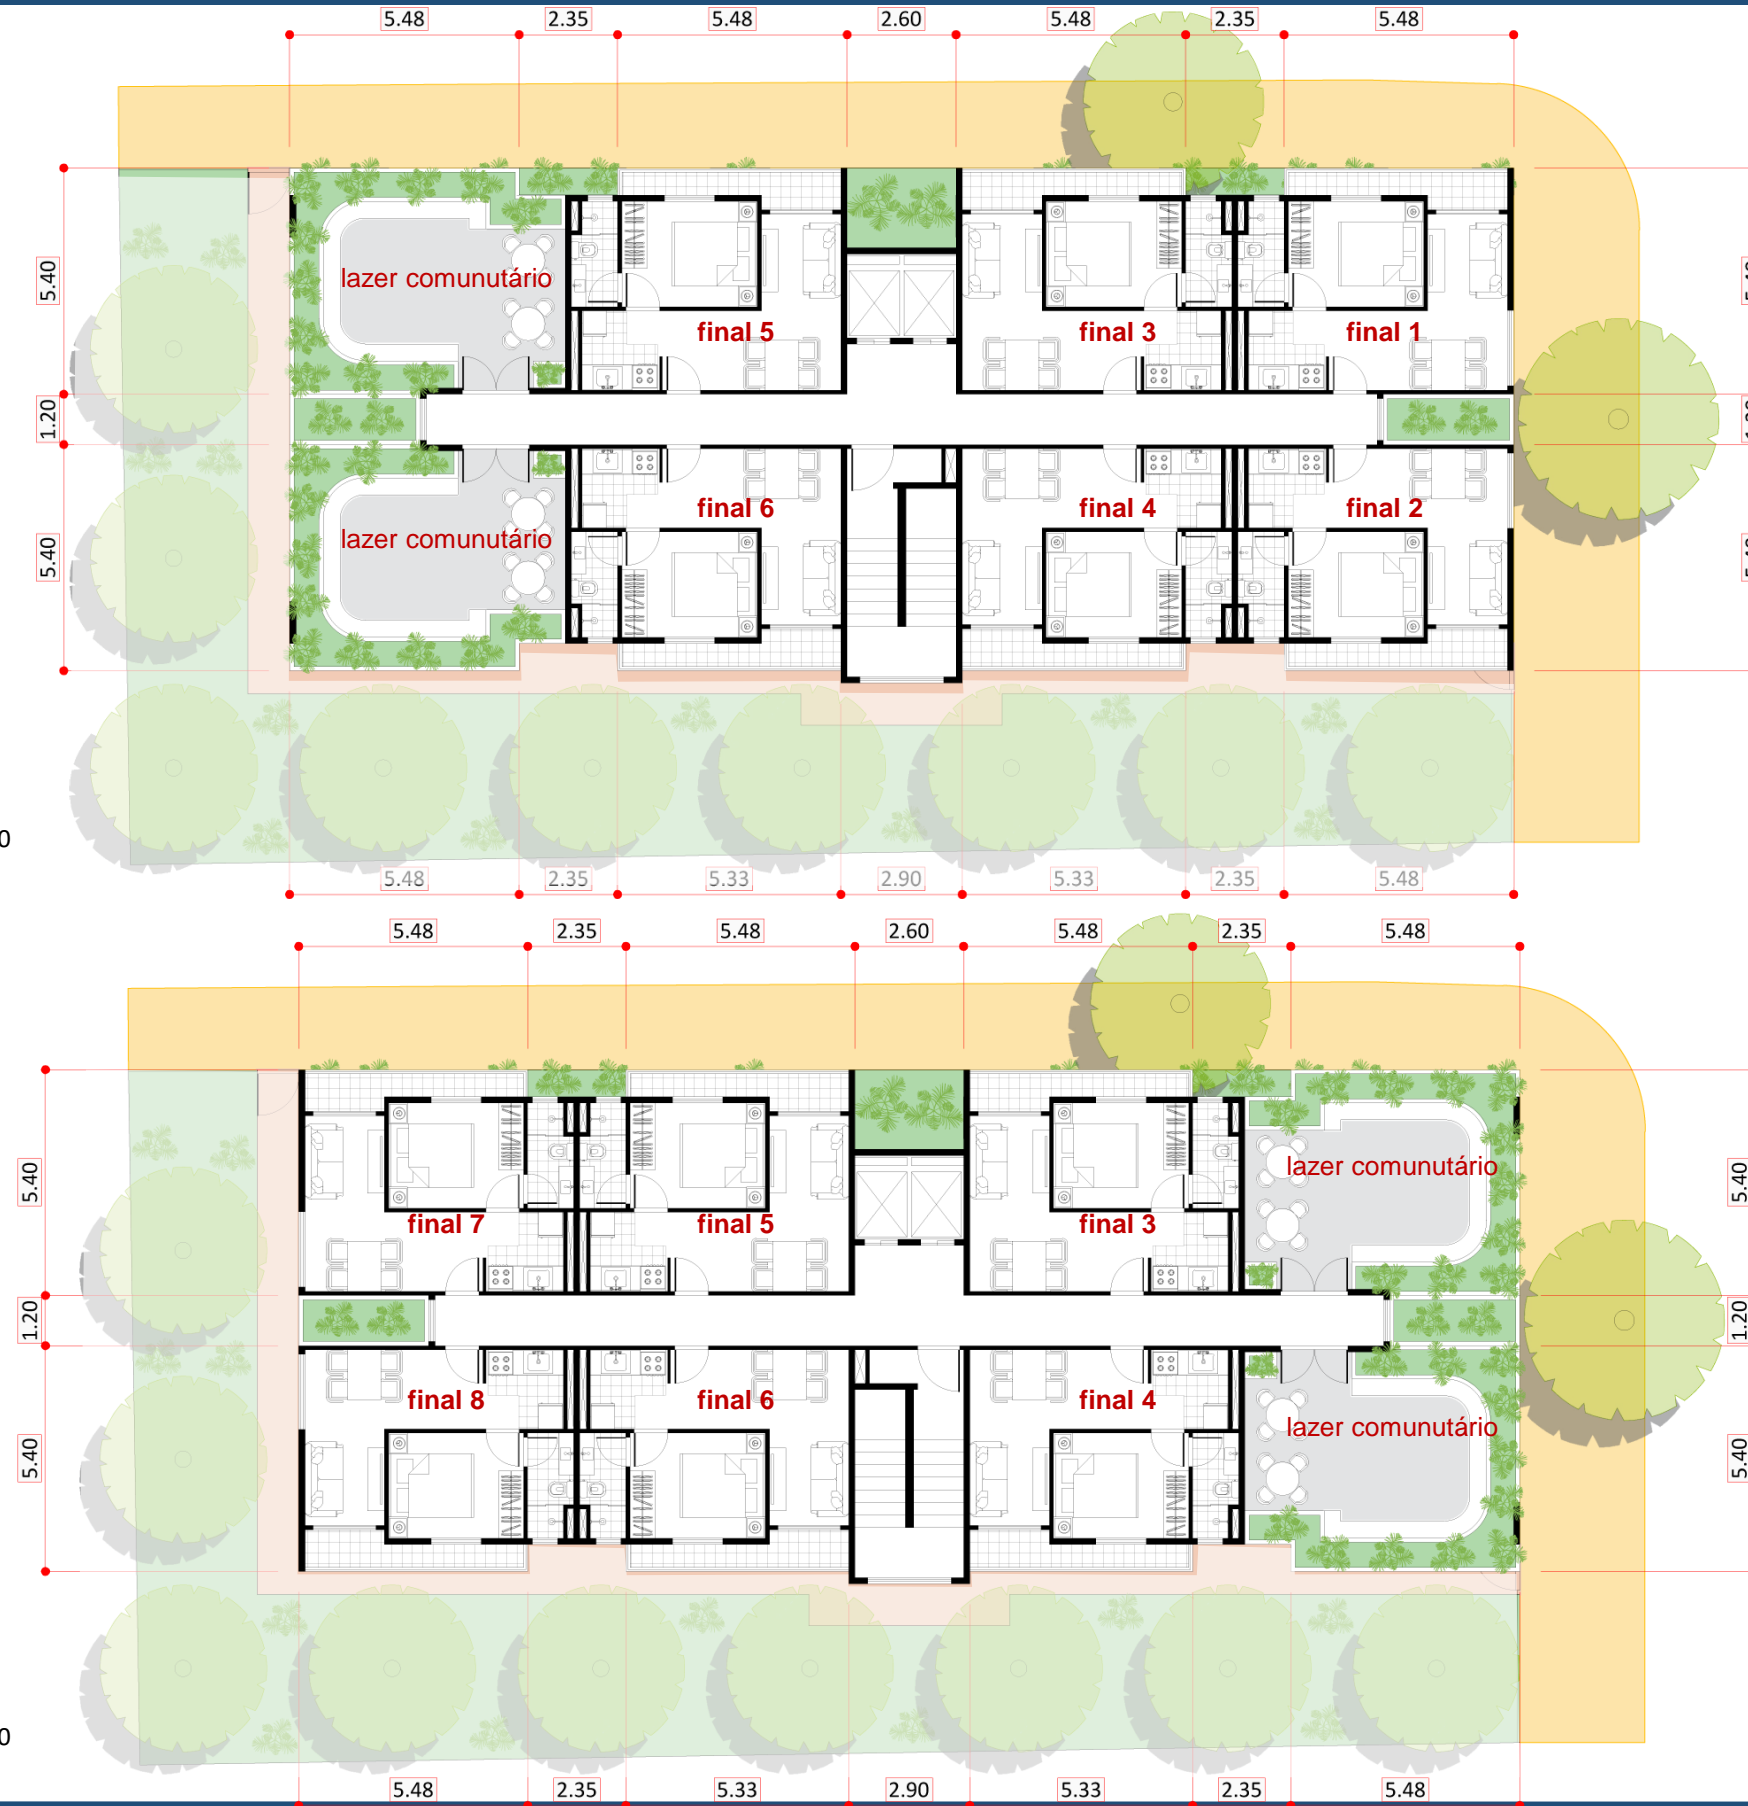 5.48 2.35 5.48 2.60 5.48 2.35 5.48
5.40
lazer comunutário
final 5 final 3 final 1
1.20
final 6 final 4 final 2
lazer comunutário
5.40
0
5.48 2.35 5.33 2.90 5.33 2.35 5.48
5.48 2.35 5.48 2.60 5.48 2.35 5.48
5.40 lazer comunutário 5.40
final 7 final 5 final 3
1.20 1.20
final 8 final 6 final 4
lazer comunutário
5.40 5.40
0
5.48 2.35 5.33 2.90 5.33 2.35 5.48